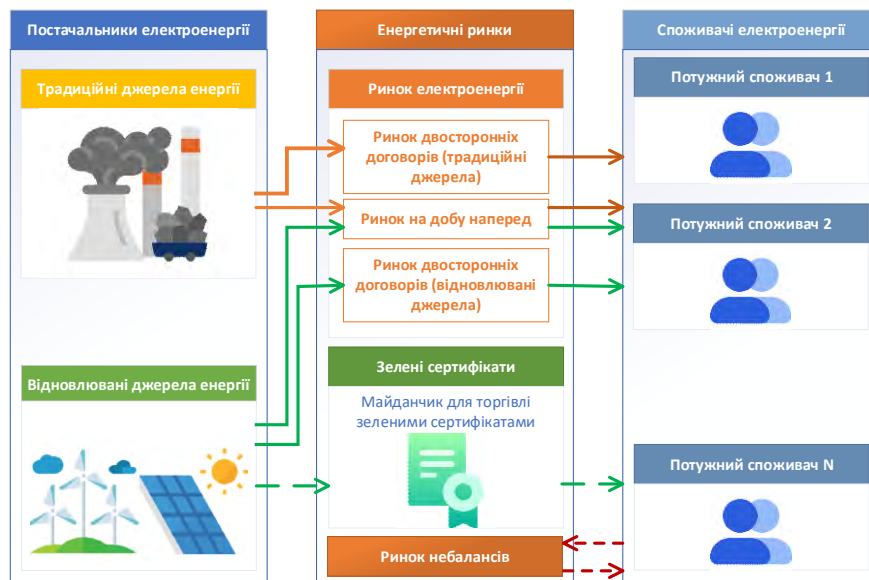 Постачальники електроенергії
Традиційні джерела енергії
Відновлювані джерела енергії
Енергетичні ринки
Ринок електроенергії
Ринок двосторонніх
договорів (традиційні
джерела)
Ринок на добу наперед
Ринок двосторонніх
договорів (відновлювані
джерела)
Зелені сертифікати
Майданчик для торгівлі
зеленими сертифікатами
Ринок небалансів
Споживачі електроенергії
Потужний споживач 1
Потужний споживач 2
Потужний споживач N